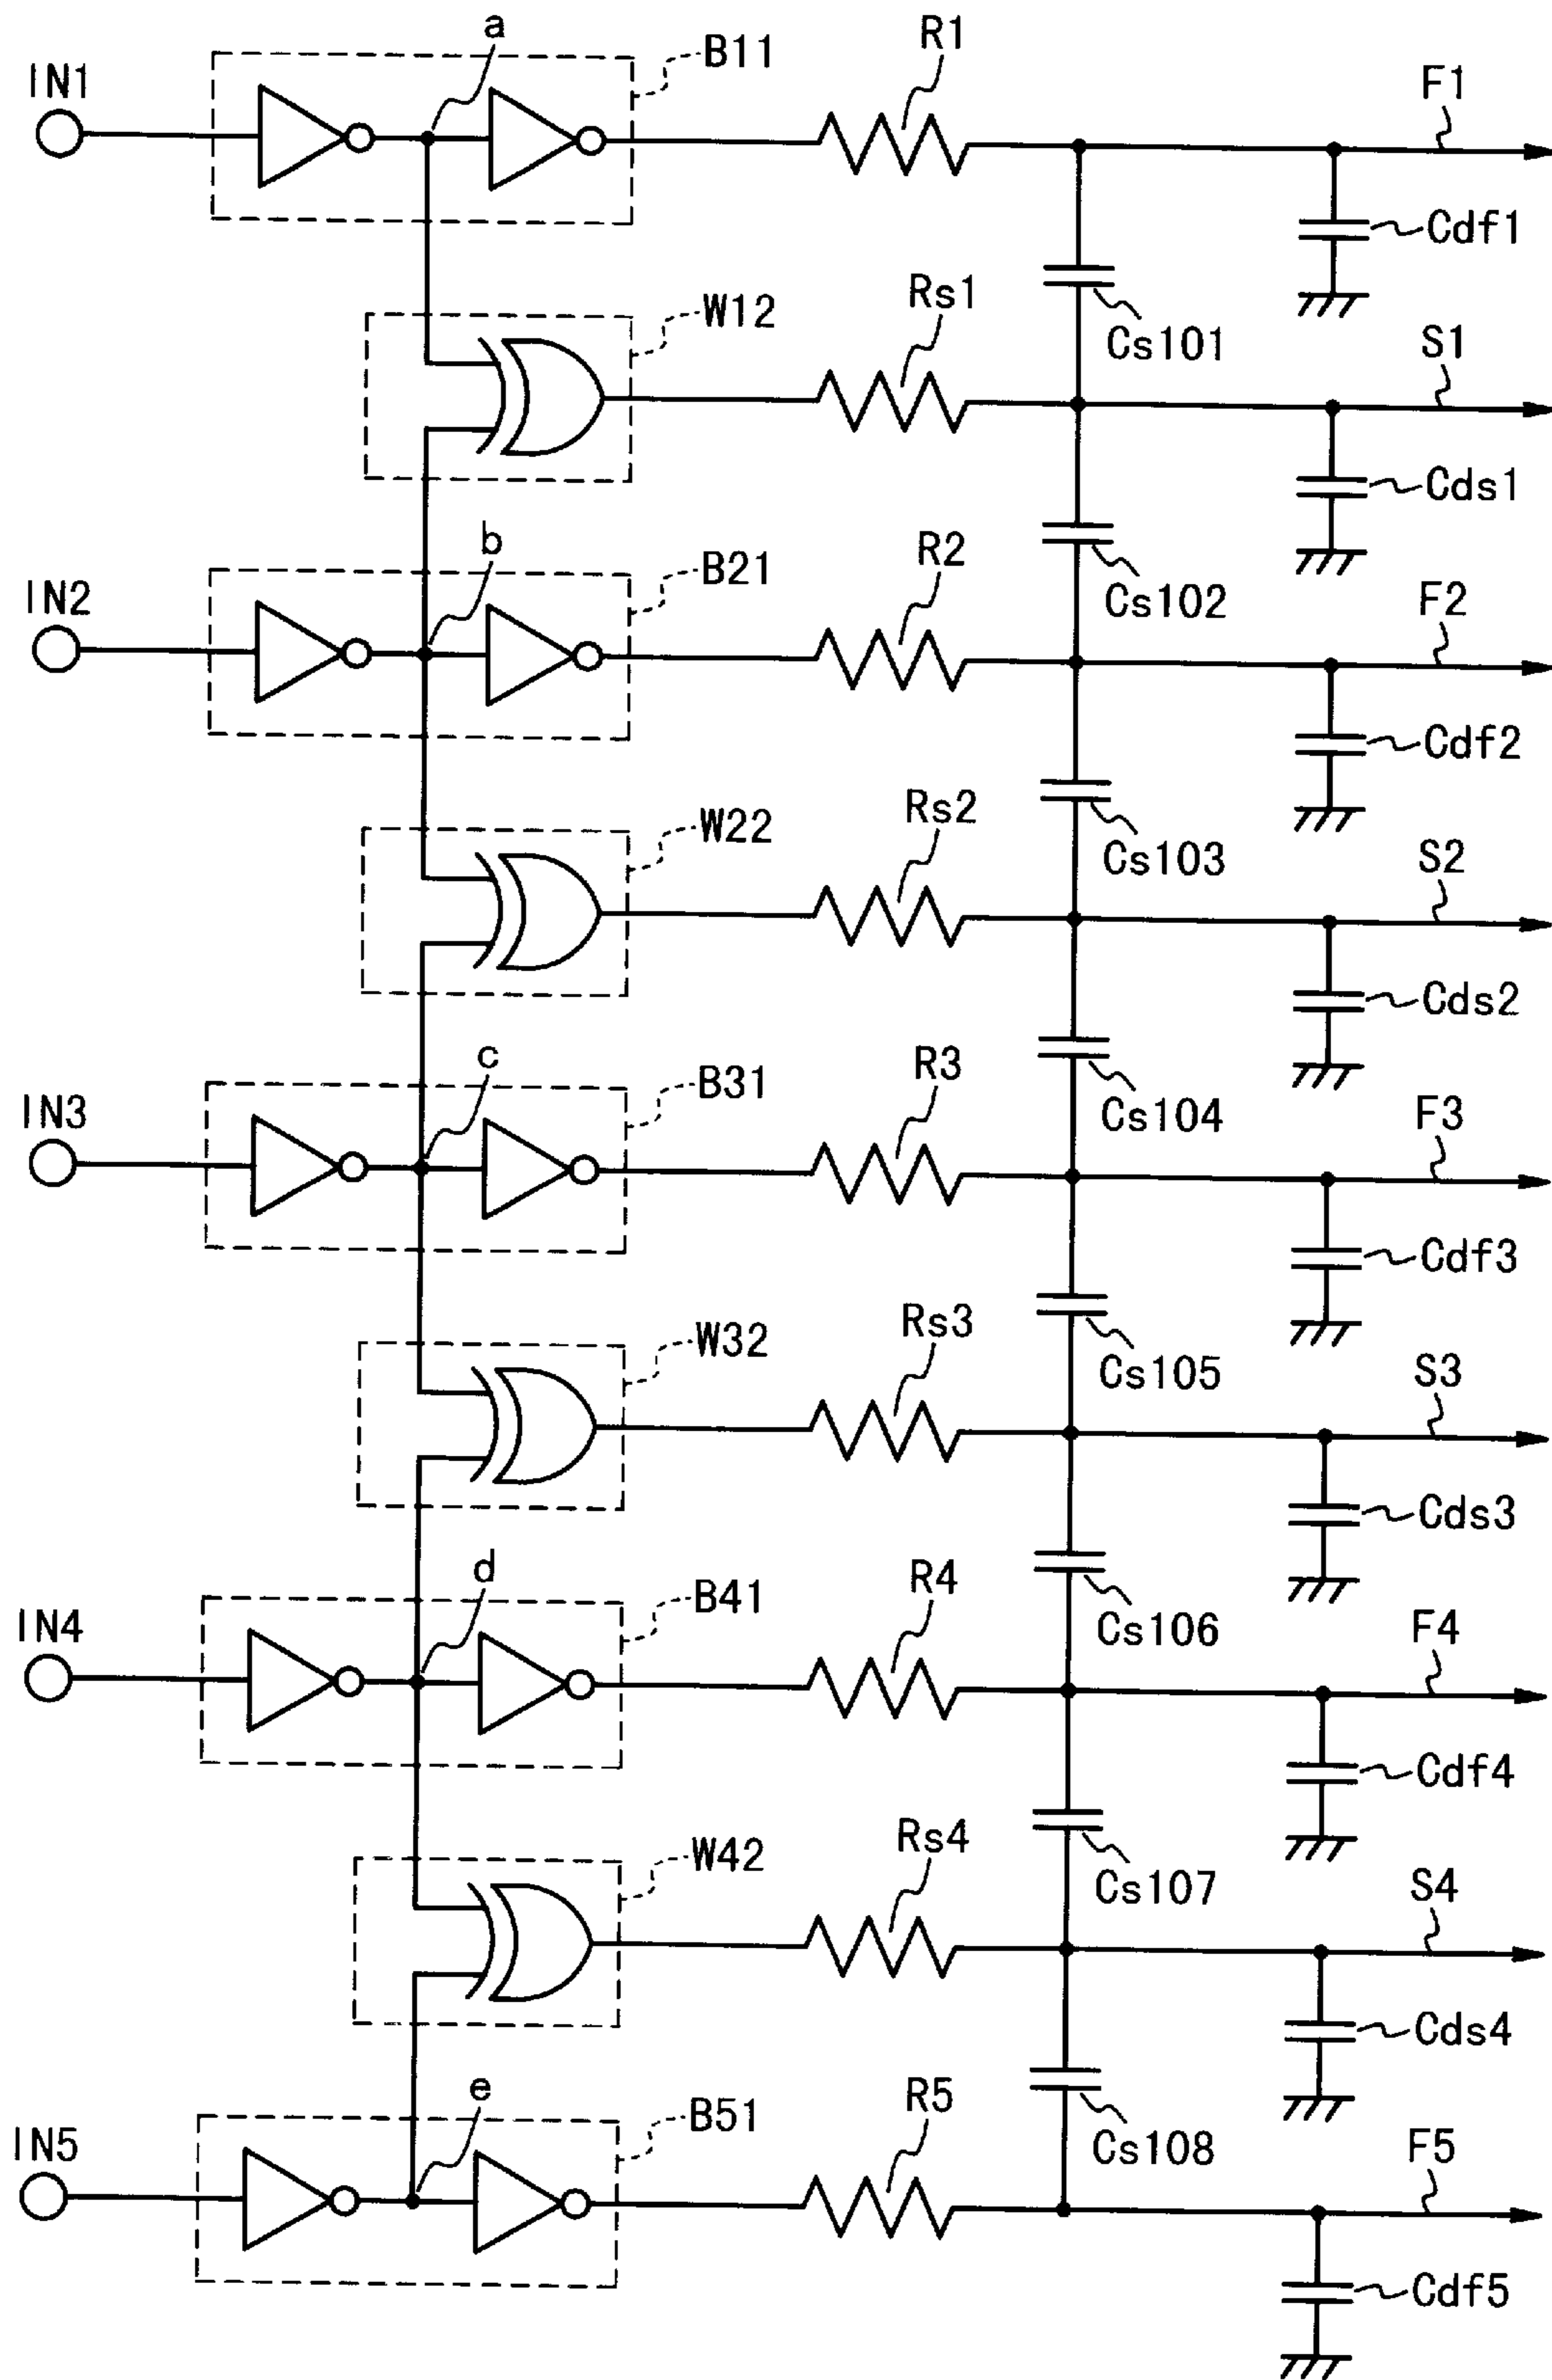 a
B11
R1
IN1
F1
Cdf1
W12
Rs1
Cs101
S1
Cds1
b
B21
R2
IN2
Cs102
F2
Cdf2
W22
Rs2
Cs103
S2
Cds2
c
B31
R3
IN3
Cs104
F3
Cdf3
W32
Rs3
Cs105
S3
Cds3
d
B41
R4
IN4
Cs106
F4
Cdf4
W42
Rs4
Cs107
S4
Cds4
e
B51
R5
IN5
Cs108
F5
Cdf5